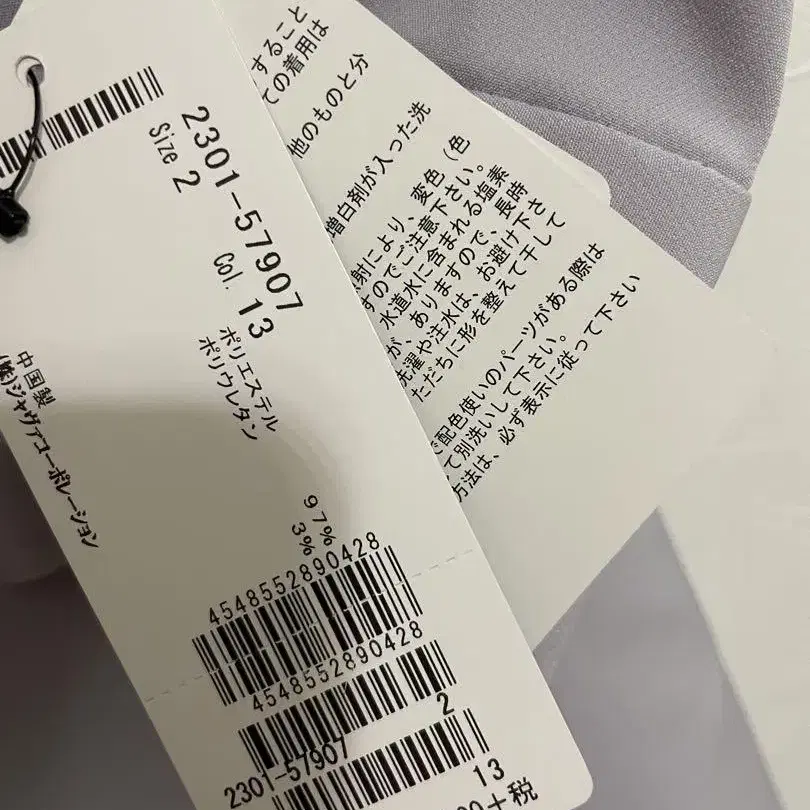 2301-57907
Size 2
Col. 13
ポリエステル
ポリウレタン
97%
3%
中国製
(株)ジャヴァコーポレーション
4548552890428
4548552890428
2
2301-57907
13
00+税
すること
ての着用は
他のものと分
増白剤が入った洗
射により、変色(色
すのでご注意下さい。
水道水に含まれる塩素
が、ありますので、長時
洗濯や注水は、お避け下さ
ただちに形を整えて干して
配色使いのパーツがある際は
て別洗いして下さい。
方法は、必ず表示に従って下さい